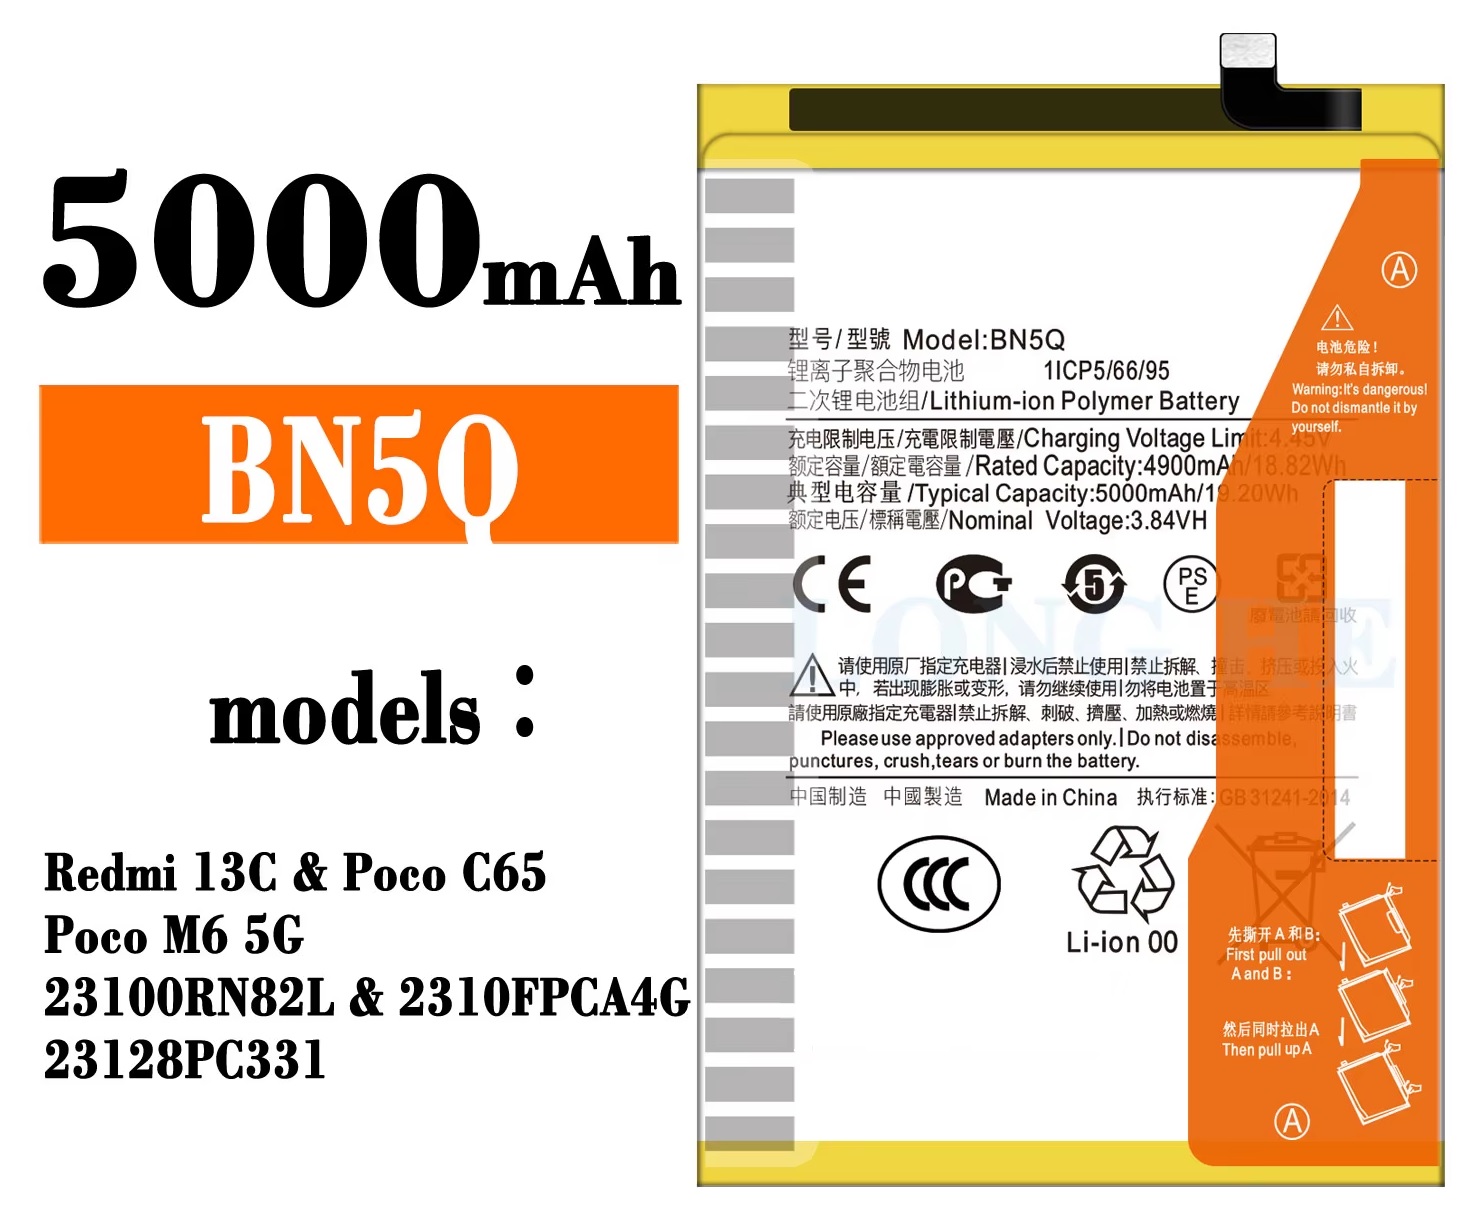 5000mAh
BN5Q
models：
Redmi 13C & Poco C65
Poco M6 5G
23100RN82L & 2310FPCA4G
23128PC331
型号/型號 Model:BN5Q
锂离子聚合物电池 1ICP5/66/95
二次锂电池组/Lithium-ion Polymer Battery
充电限制电压/充電限制電壓/Charging Voltage Limit:4.45V
额定容量/額定電容量/Rated Capacity:4900mAh/18.82Wh
典型电容量/Typical Capacity:5000mAh/19.20Wh
额定电压/標稱電壓/Nominal Voltage:3.84VH
CE PCT 5 PSE
廢電池請回收
LONG HE
请使用原厂指定充电器|浸水后禁止使用|禁止拆解、撞击、挤压或投入火
中，若出现膨胀或变形，请勿继续使用|勿将电池置于高温区
請使用原廠指定充電器|禁止拆解、刺破、擠壓、加熱或燃燒|詳情請參考說明書
Please use approved adapters only.|Do not disassemble,
punctures, crush,tears or burn the battery.
中国制造 中國製造 Made in China 执行标准:GB 31241-2014
CCC
Li-ion 00
A
电池危险！
请勿私自拆卸。
Warning:It's dangerous!
Do not dismantle it by
yourself.
先撕开A和B:
First pull out
A and B :
然后同时拉出A
Then pull up A
A